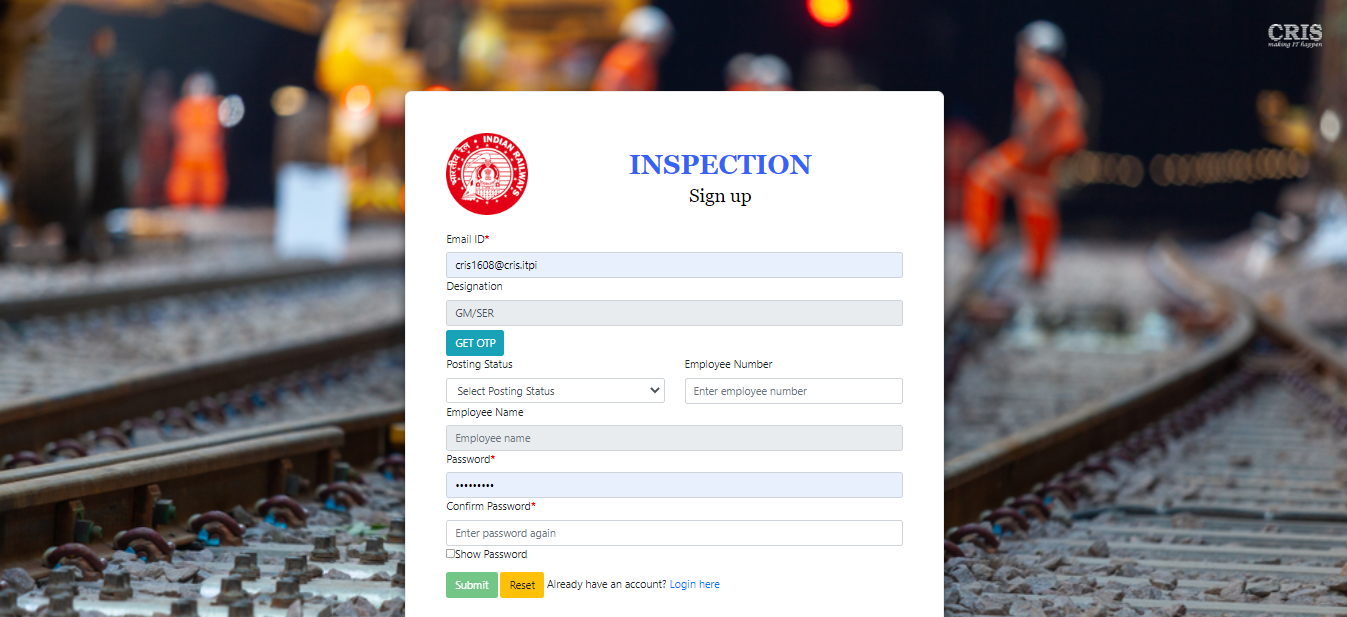 CRIS
making IT happen
भारतीय रेल • INDIAN RAILWAYS
INSPECTION
Sign up
Email ID*
cris1608@cris.itpi
Designation
GM/SER
GET OTP
Posting Status Employee Number
Select Posting Status Enter employee number
Employee Name
Employee name
Password*
•••••••••
Confirm Password*
Enter password again
Show Password
Submit Reset Already have an account? Login here